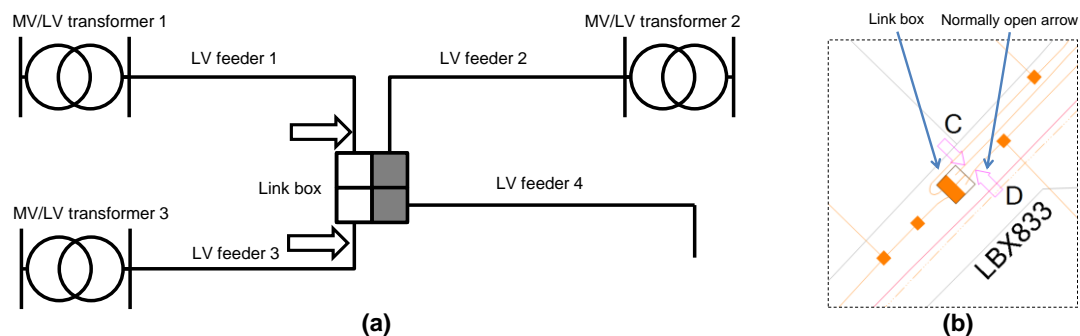 MV/LV transformer 1
LV feeder 1
LV feeder 2
MV/LV transformer 2
Link box
LV feeder 4
MV/LV transformer 3
LV feeder 3
(a)
Link box
Normally open arrow
C
D
LBX833
(b)